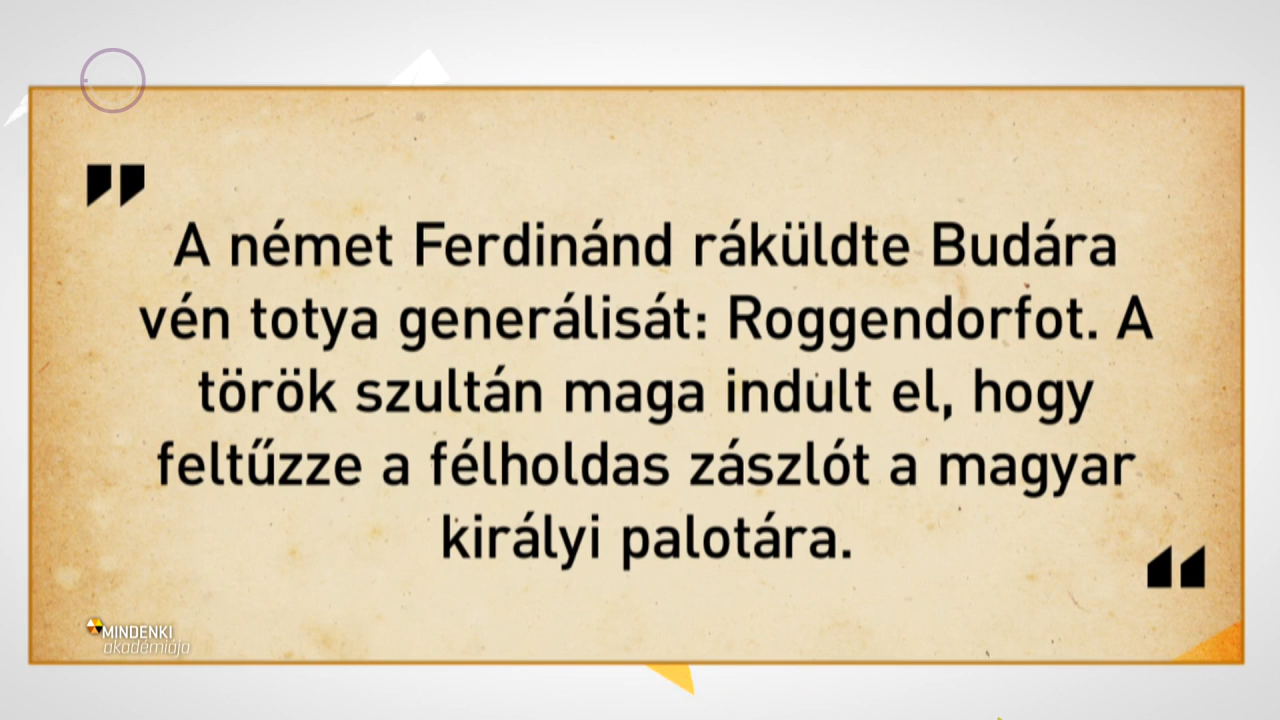 A német Ferdinánd ráküldte Budára
vén totya generálisát: Roggendorfot. A
török szultán maga indult el, hogy
feltűzze a félholdas zászlót a magyar
királyi palotára.
MINDENKI
akadémiája